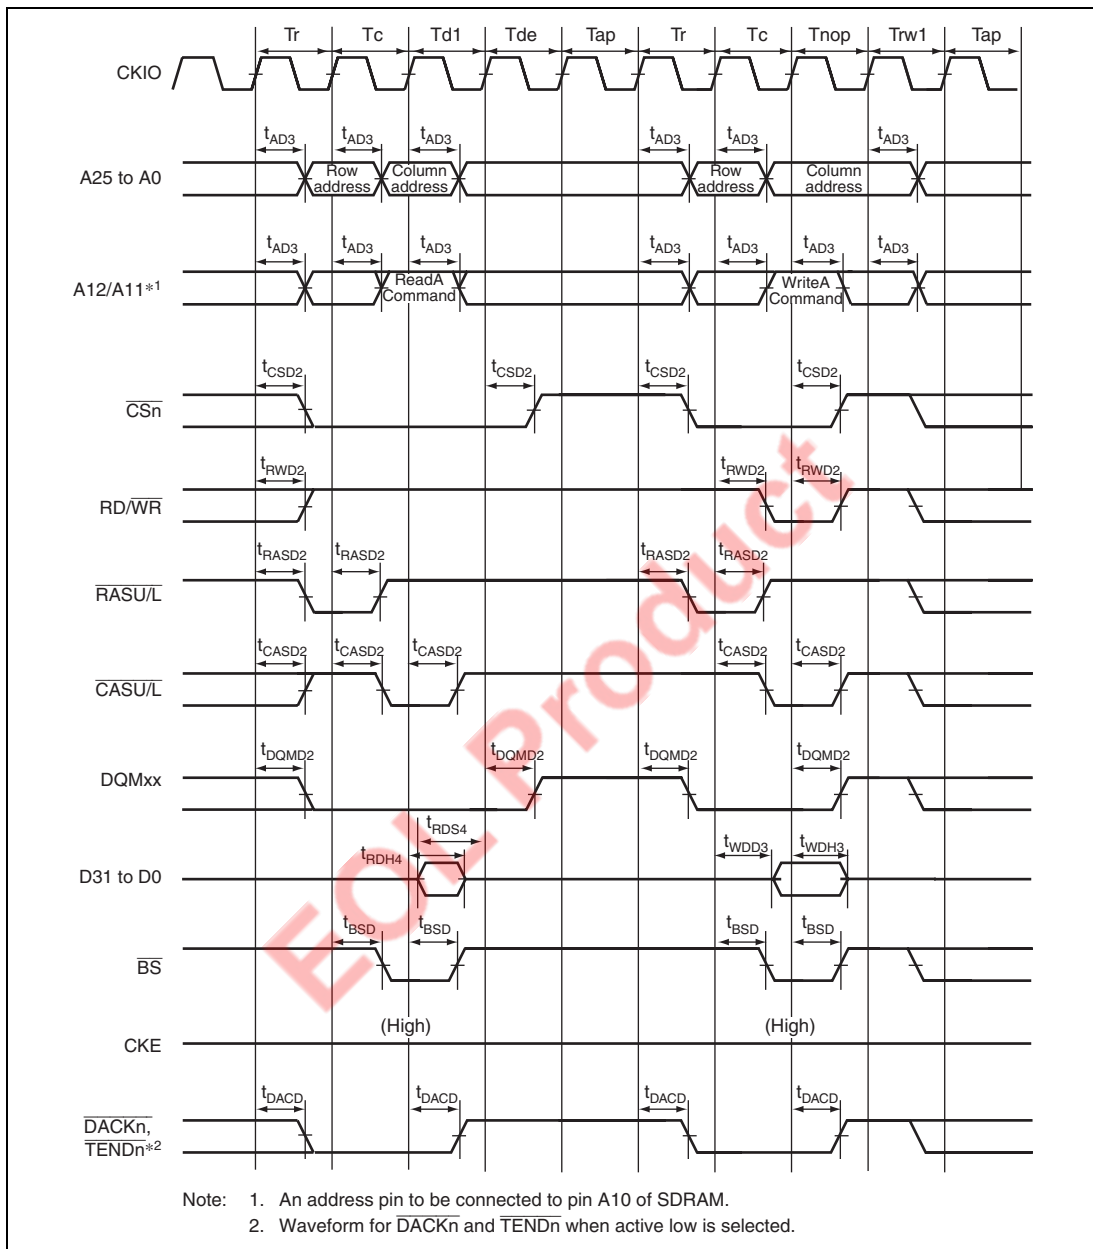 Tr Tc Td1 Tde Tap Tr Tc Tnop Trw1 Tap
CKIO
tAD3 tAD3 tAD3 tAD3 tAD3 tAD3
A25 to A0
Row address Column address Row address Column address
tAD3 tAD3 tAD3 tAD3 tAD3 tAD3 tAD3
A12/A11*1
ReadA Command WriteA Command
tCSD2 tCSD2 tCSD2 tCSD2
CSn
tRWD2 tRWD2 tRWD2
RD/WR
tRASD2 tRASD2 tRASD2 tRASD2
RASU/L
tCASD2 tCASD2 tCASD2 tCASD2 tCASD2
CASU/L
tDQMD2 tDQMD2 tDQMD2 tDQMD2
DQMxx
tRDS4
tRDH4 tWDD3 tWDH3
D31 to D0
tBSD tBSD tBSD tBSD
BS
(High) (High)
CKE
tDACD tDACD tDACD tDACD
DACKn,
TENDn*2
Note: 1. An address pin to be connected to pin A10 of SDRAM.
2. Waveform for DACKn and TENDn when active low is selected.
EOL Product